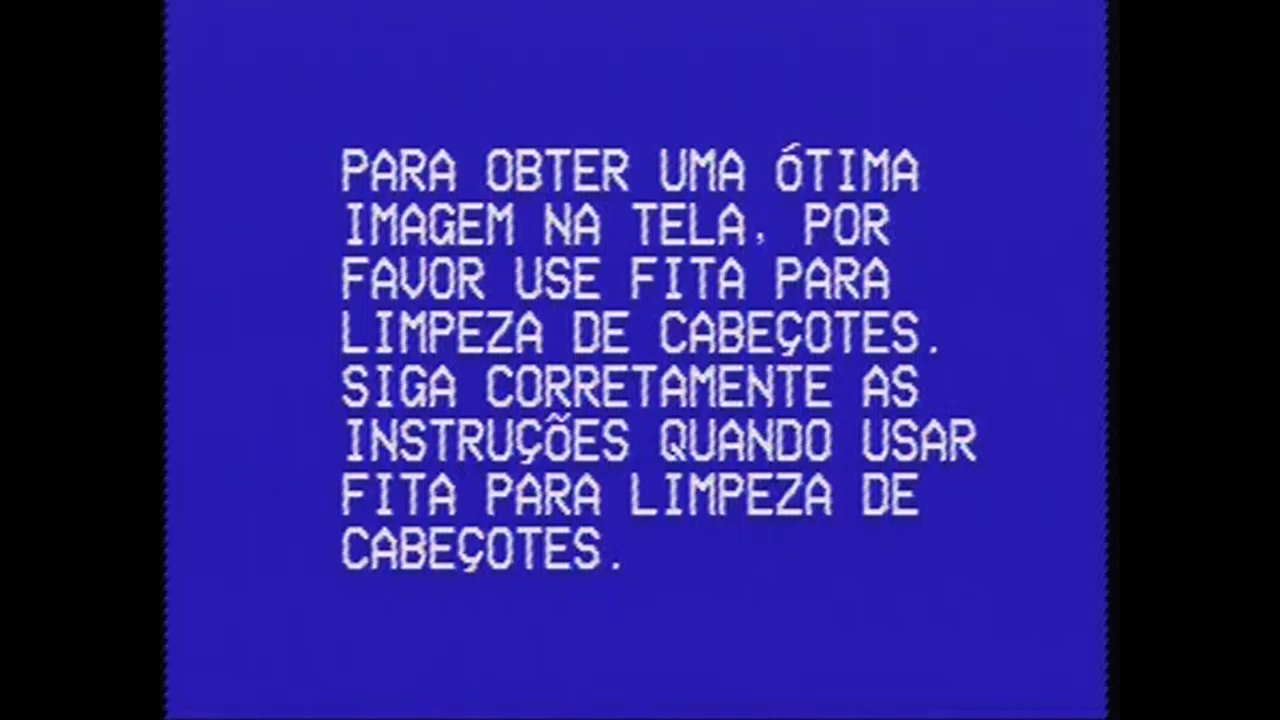 PARA OBTER UMA ÓTIMA
IMAGEM NA TELA, POR
FAVOR USE FITA PARA
LIMPEZA DE CABEÇOTES.
SIGA CORRETAMENTE AS
INSTRUÇÕES QUANDO USAR
FITA PARA LIMPEZA DE
CABEÇOTES.